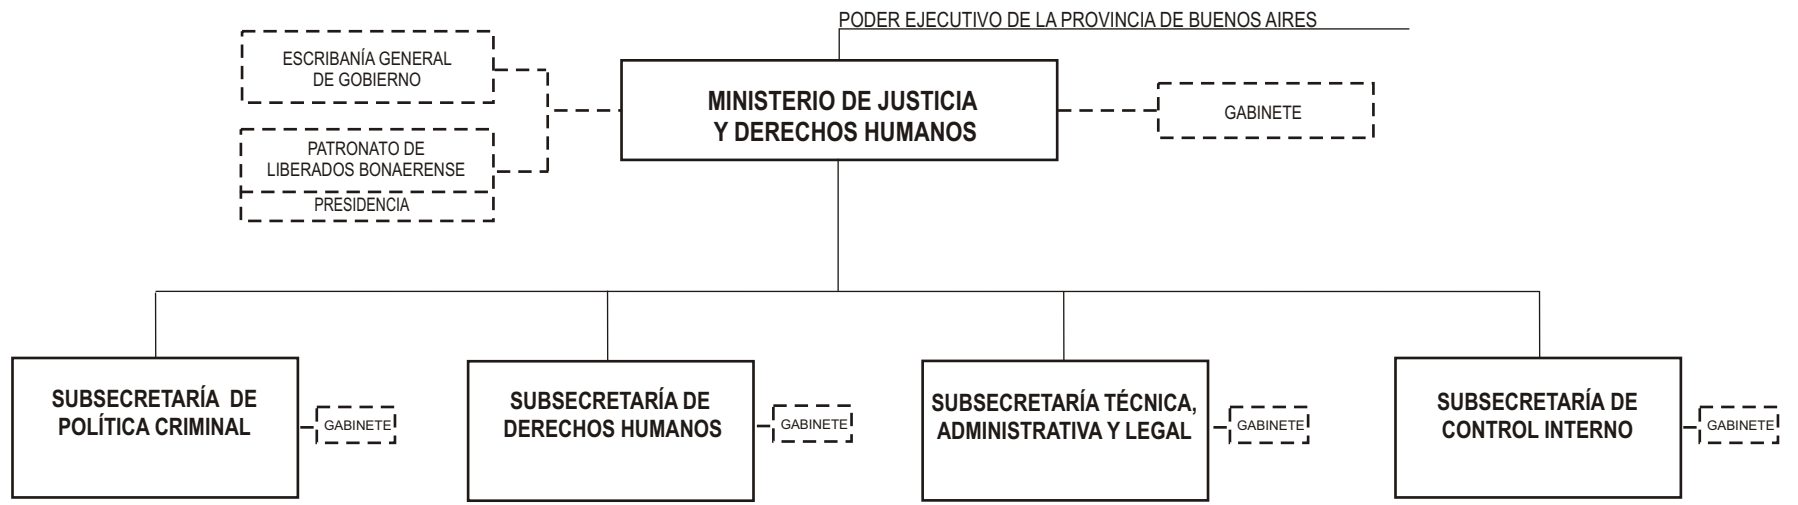 PODER EJECUTIVO DE LA PROVINCIA DE BUENOS AIRES
ESCRIBANÍA GENERAL
DE GOBIERNO
MINISTERIO DE JUSTICIA
Y DERECHOS HUMANOS
GABINETE
PATRONATO DE
LIBERADOS BONAERENSE
PRESIDENCIA
SUBSECRETARÍA DE
POLÍTICA CRIMINAL
GABINETE
SUBSECRETARÍA DE
DERECHOS HUMANOS
GABINETE
SUBSECRETARÍA TÉCNICA,
ADMINISTRATIVA Y LEGAL
GABINETE
SUBSECRETARÍA DE
CONTROL INTERNO
GABINETE